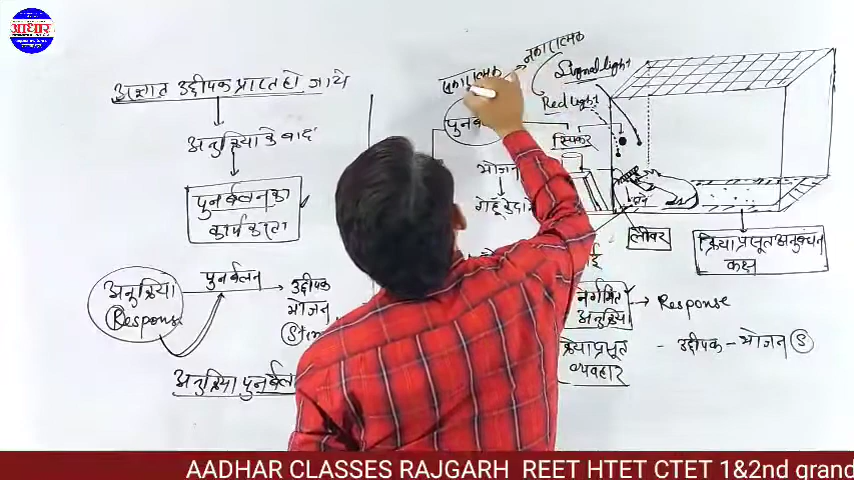 आधार
अज्ञात उद्दीपक प्राप्त हो जाये
अनुक्रिया के बाद
पुनर्बलन का
कार्य करता
अनुक्रिया
Response
पुनर्बलन
उद्दीपक
भोजन
अनुक्रिया पुनर्बल
सकारात्मक
नकारात्मक
Signal light
Red light
स्पिकर
भोजन
लीवर
क्रिया प्रसूत अनुबंधन
कक्ष
निर्गमित
अनुक्रिया
Response
क्रिया प्रसूत
व्यवहार
- उद्दीपक - भोजन (S)
AADHAR CLASSES RAJGARH REET HTET CTET 1&2nd grand